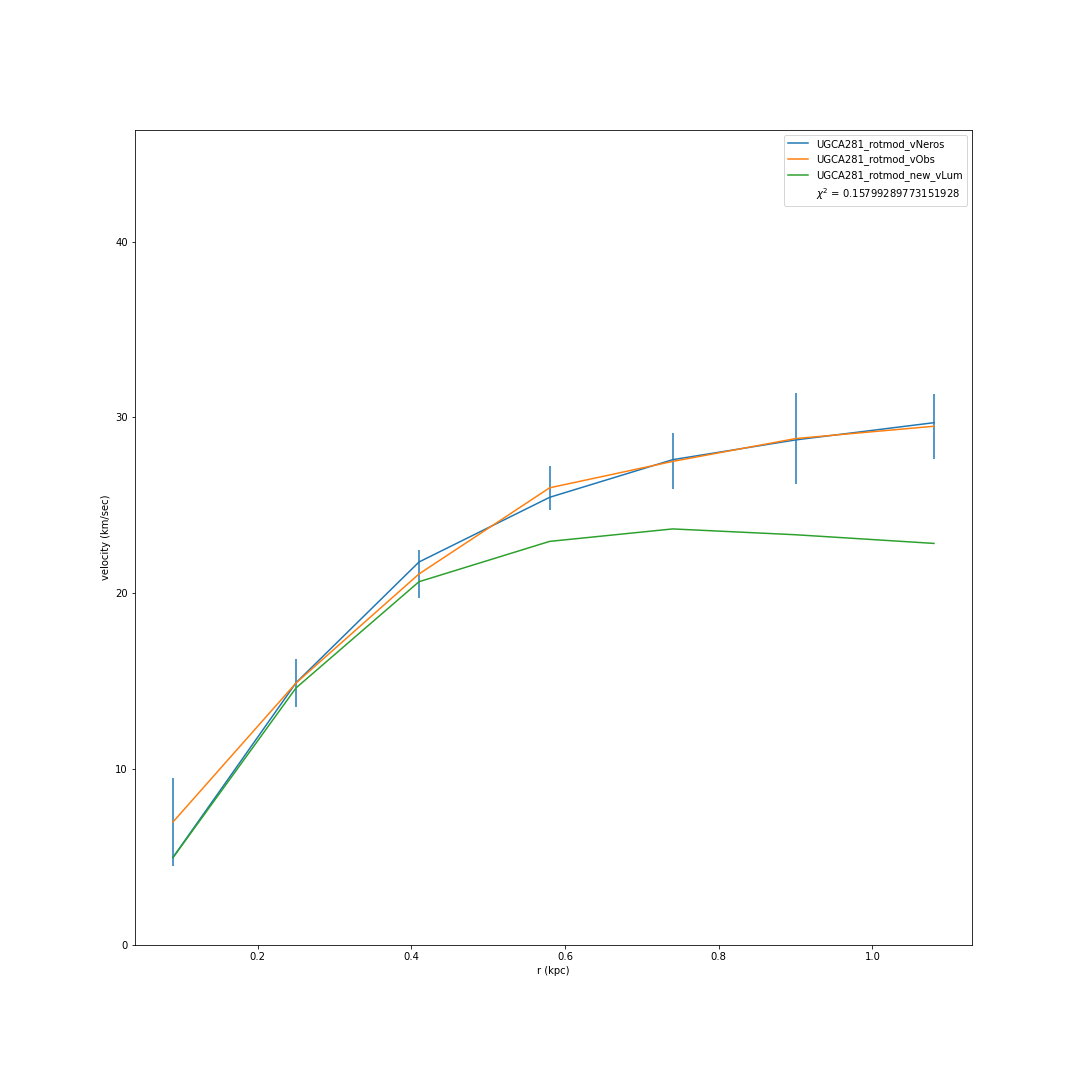 UGCA281_rotmod_vNeros
UGCA281_rotmod_vObs
UGCA281_rotmod_new_vLum
χ² = 0.15799289773151928
40
30
20
10
0
velocity (km/sec)
0.2 0.4 0.6 0.8 1.0
r (kpc)